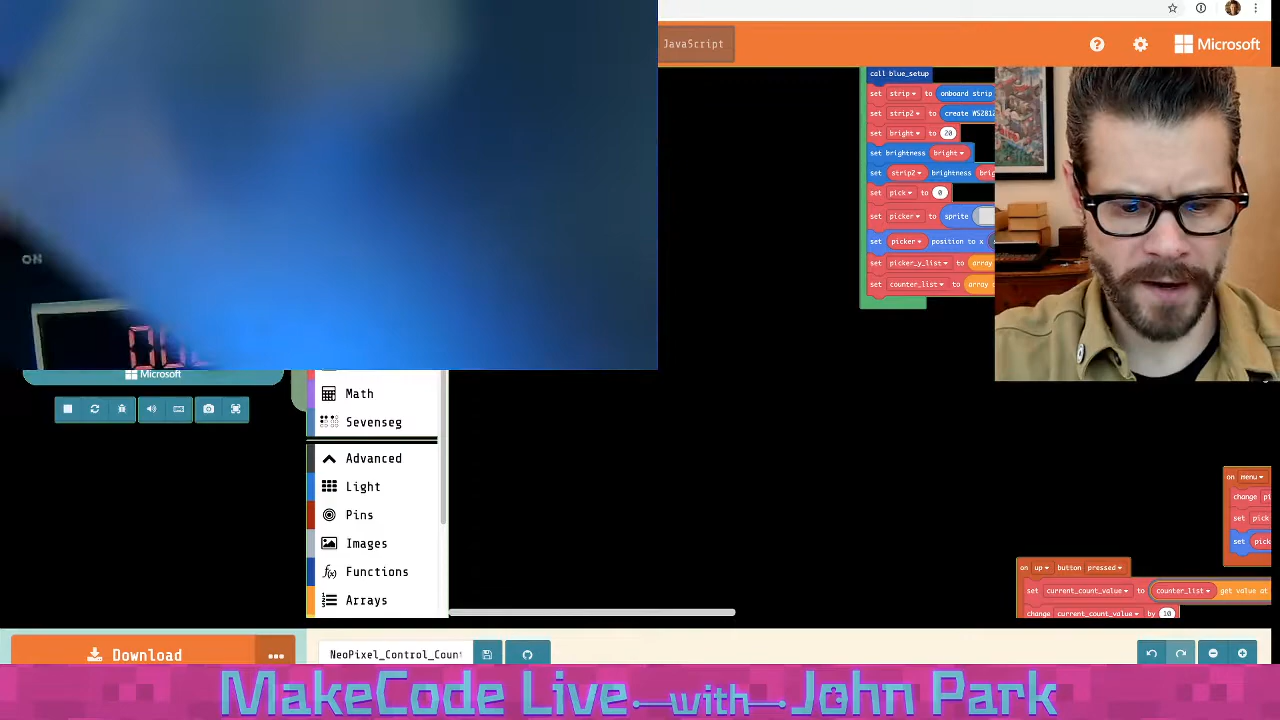 JavaScript
Microsoft
call blue_setup
set strip to onboard strip
set strip2 to create WS2812
set bright to 20
set brightness bright
set strip2 brightness
set pick to 0
set picker to sprite
set picker position to x
set picker_y_list to array
set counter_list to array
ON
Microsoft
Math
Sevenseg
Advanced
Light
Pins
Images
Functions
Arrays
on menu
change
set pick
set
on up button pressed
set current_count_value to counter_list get value at
change current_count_value by 10
Download
NeoPixel_Control_Count
MakeCode Live with John Park